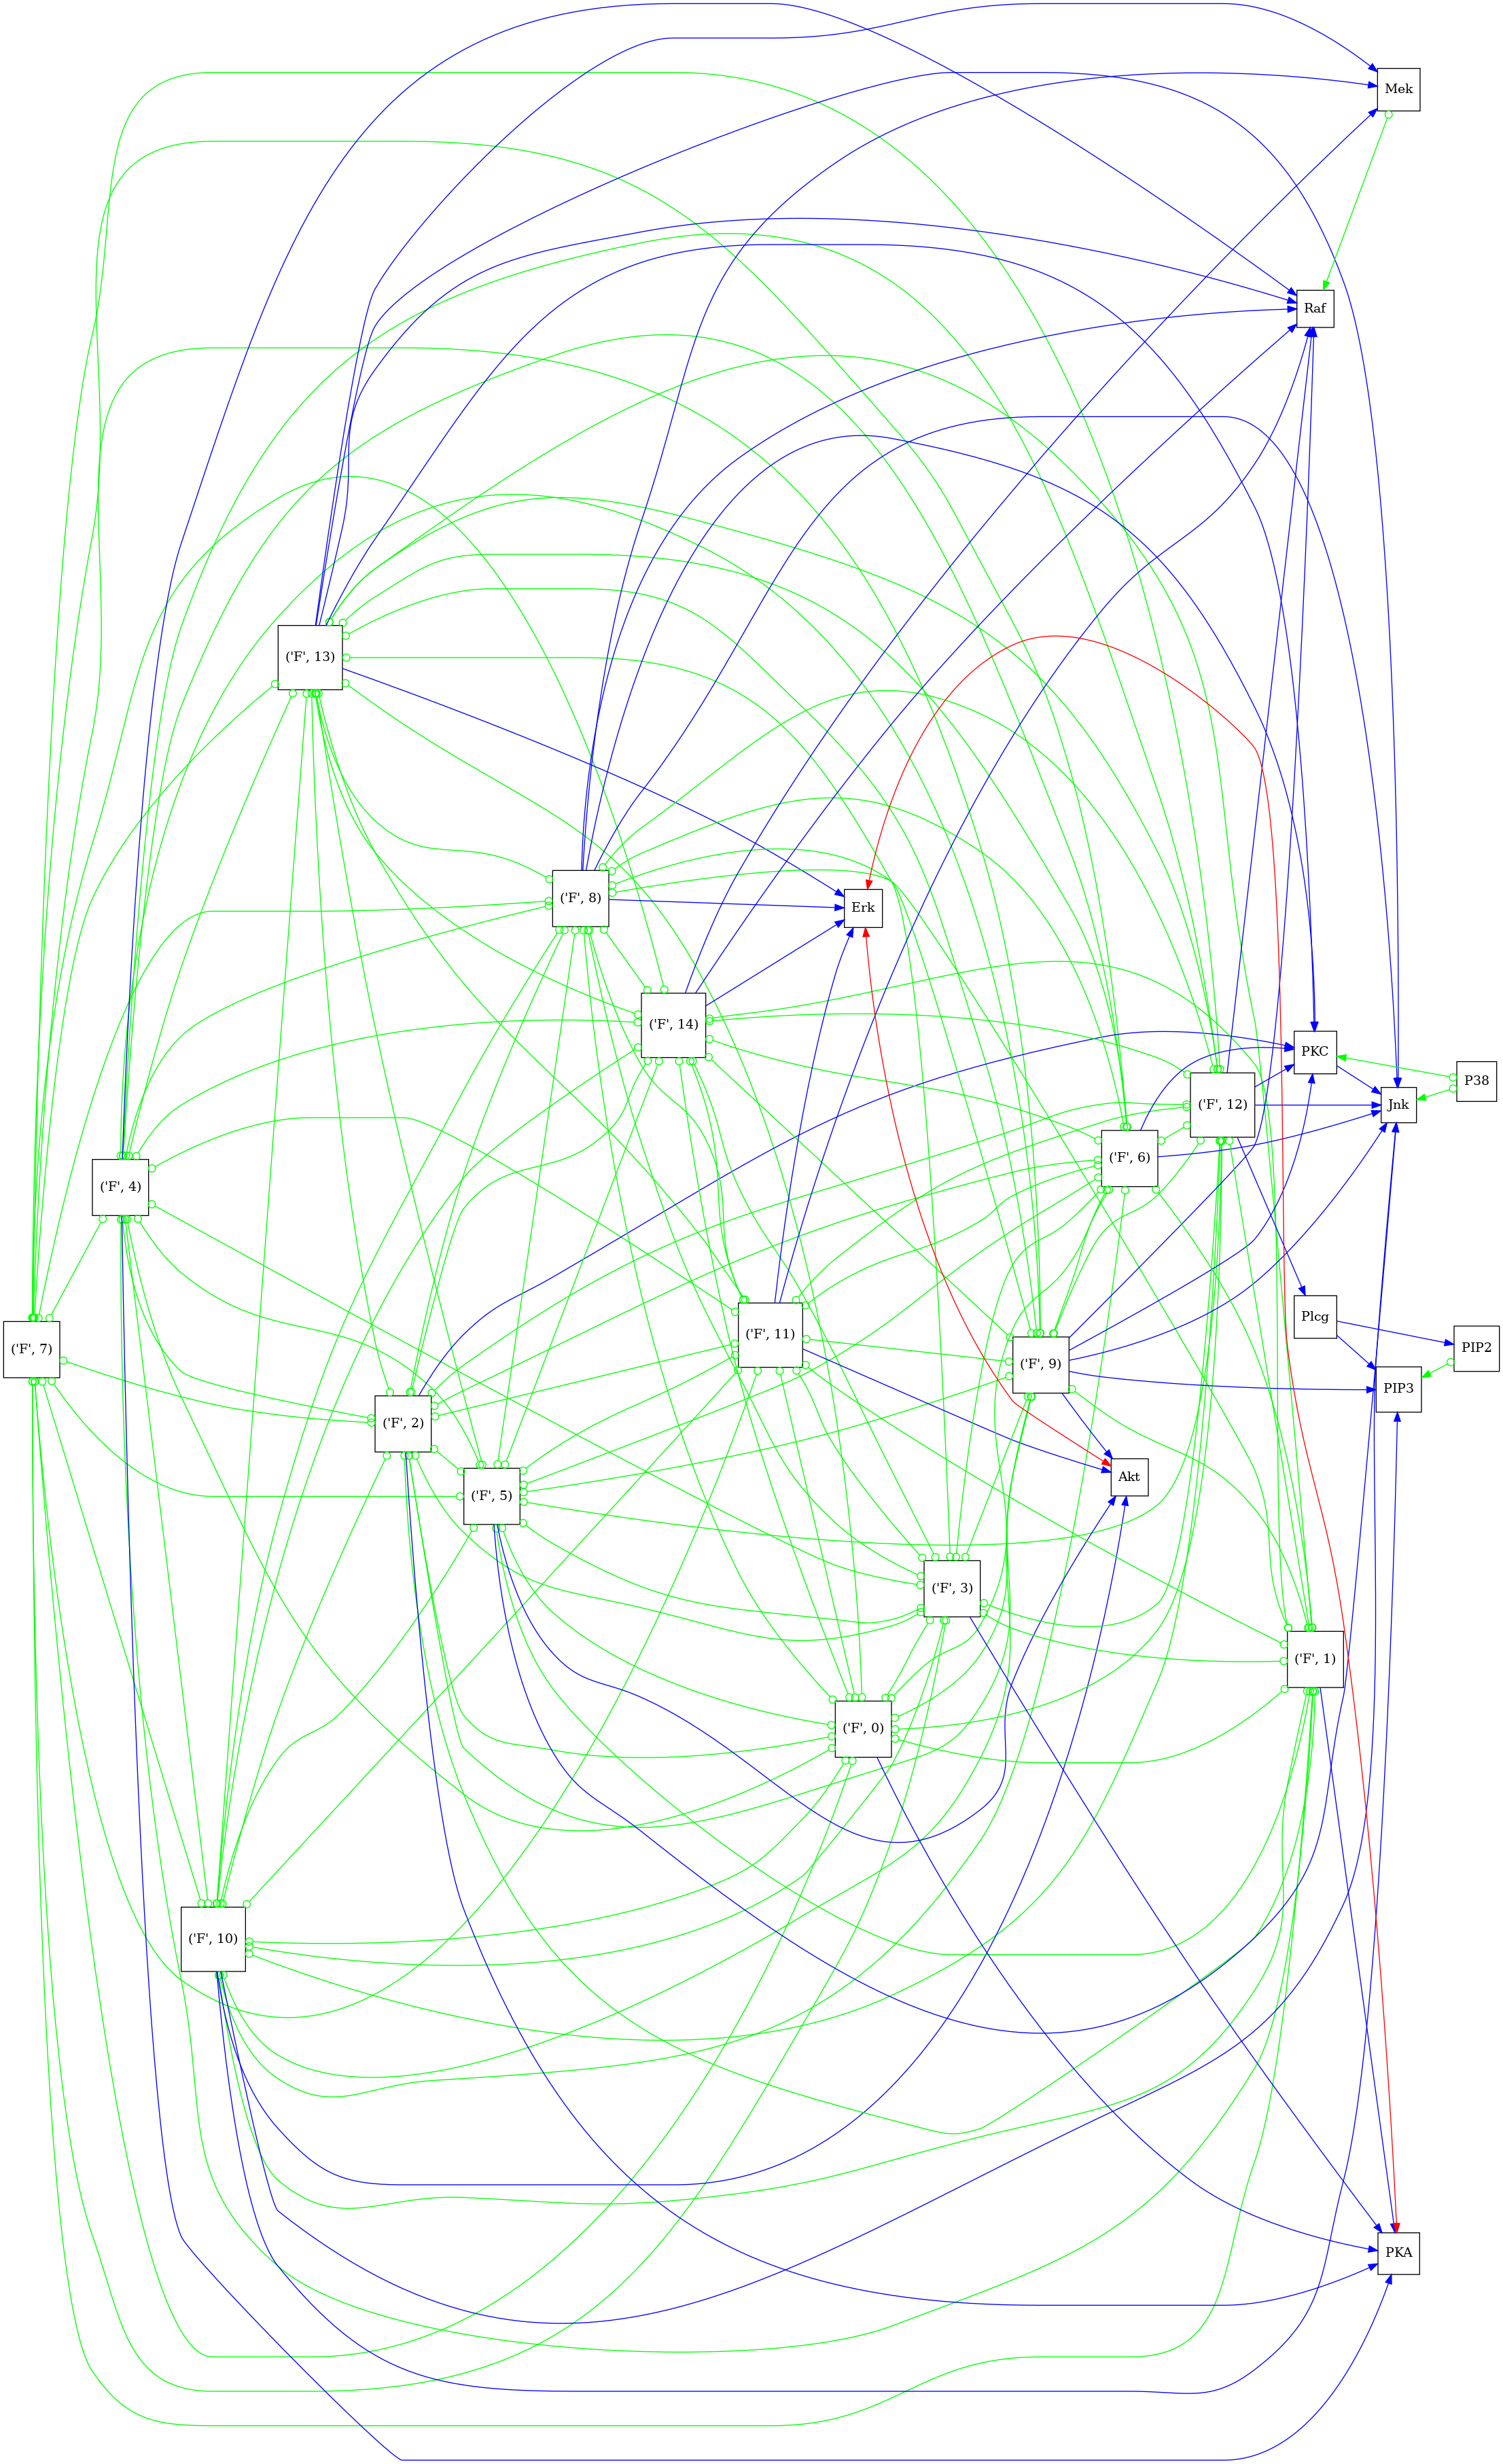 Mek
Raf
('F', 13)
('F', 8)
Erk
('F', 14)
PKC
P38
('F', 12)
Jnk
('F', 6)
('F', 4)
Plcg
('F', 11)
PIP2
('F', 7)
('F', 9)
PIP3
('F', 2)
Akt
('F', 5)
('F', 3)
('F', 1)
('F', 0)
('F', 10)
PKA